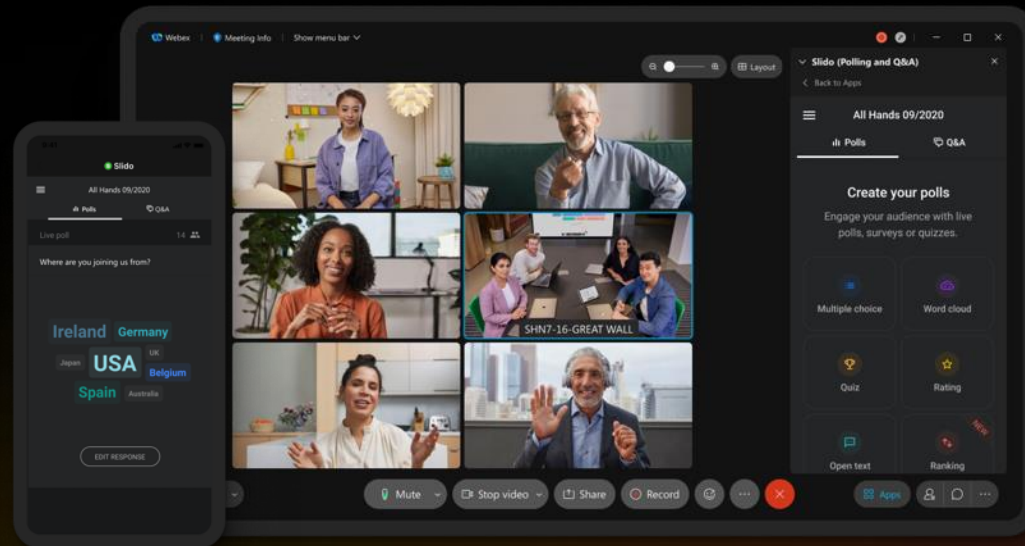 Webex
Meeting Info
Show menu bar
Layout
Slido (Polling and Q&A)
Back to Apps
All Hands 09/2020
Polls
Q&A
Create your polls
Engage your audience with live
polls, surveys or quizzes.
Multiple choice
Word cloud
Quiz
Rating
NEW
Open text
Ranking
SHN7-16-GREAT WALL
Mute
Stop video
Share
Record
Apps
9:41
Slido
All Hands 09/2020
Polls
Q&A
Live poll
14
Where are you joining us from?
Ireland
Germany
Japan
USA
UK
Belgium
Spain
Australia
EDIT RESPONSE